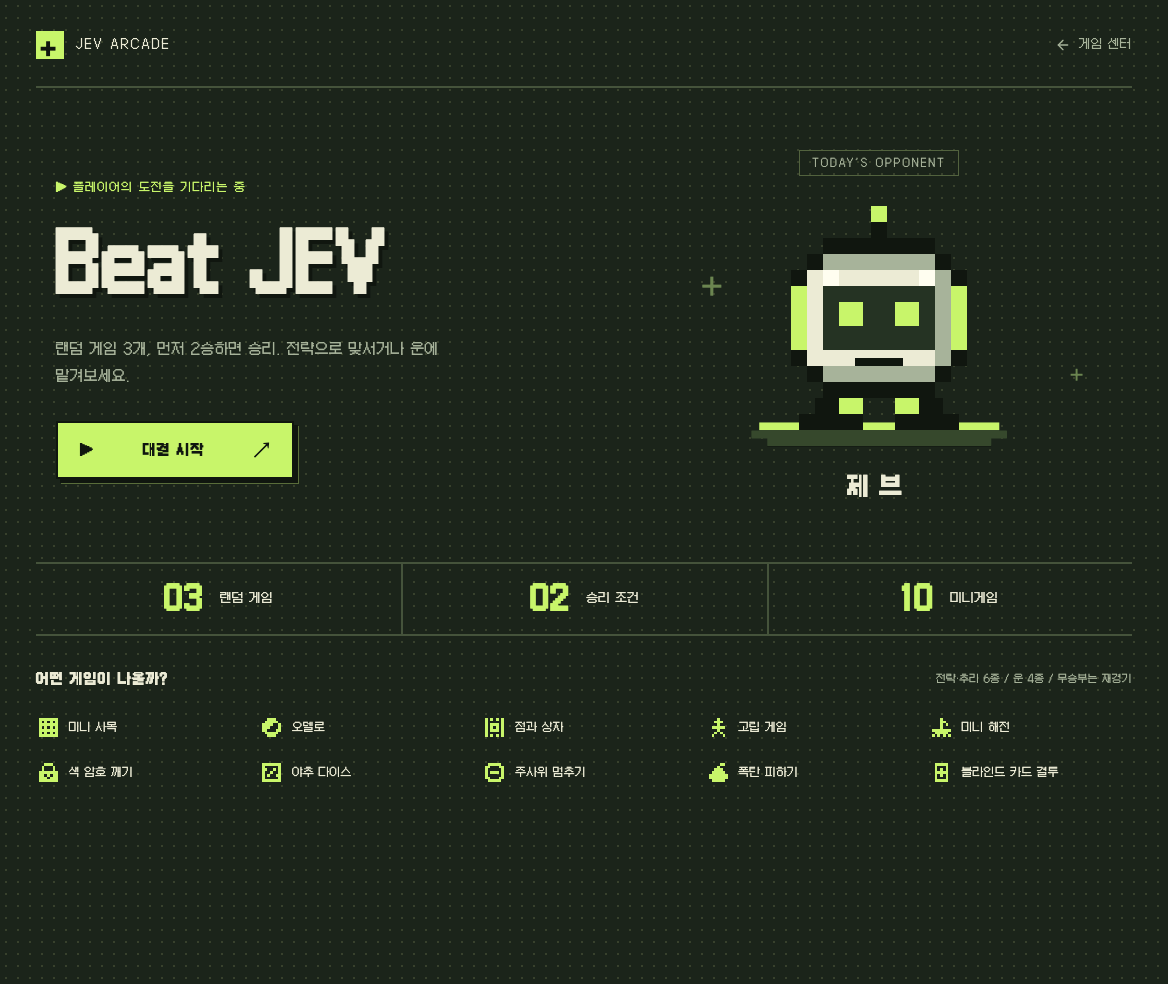 JEV ARCADE
← 게임 센터
TODAY'S OPPONENT
▶ 플레이어의 도전을 기다리는 중
Beat JEV
랜덤 게임 3개, 먼저 2승하면 승리. 전략으로 맞서거나 운에
맡겨보세요.
▶ 대결 시작 ↗
제브
03 랜덤 게임
02 승리 조건
10 미니게임
어떤 게임이 나올까?
전략·추리 6종 / 운 4종 / 무승부는 재경기
미니 사목
오델로
점과 상자
고립 게임
미니 해전
색 암호 깨기
야추 다이스
주사위 멈추기
폭탄 피하기
블라인드 카드 결투